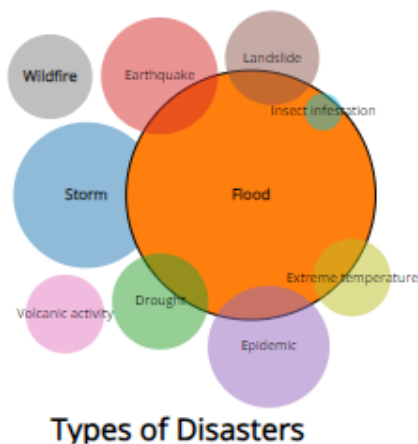 Landslide
Wildfire
Earthquake
Insect infestation
Storm
Flood
Extreme temperature
Drought
Volcanic activity
Epidemic
Types of Disasters